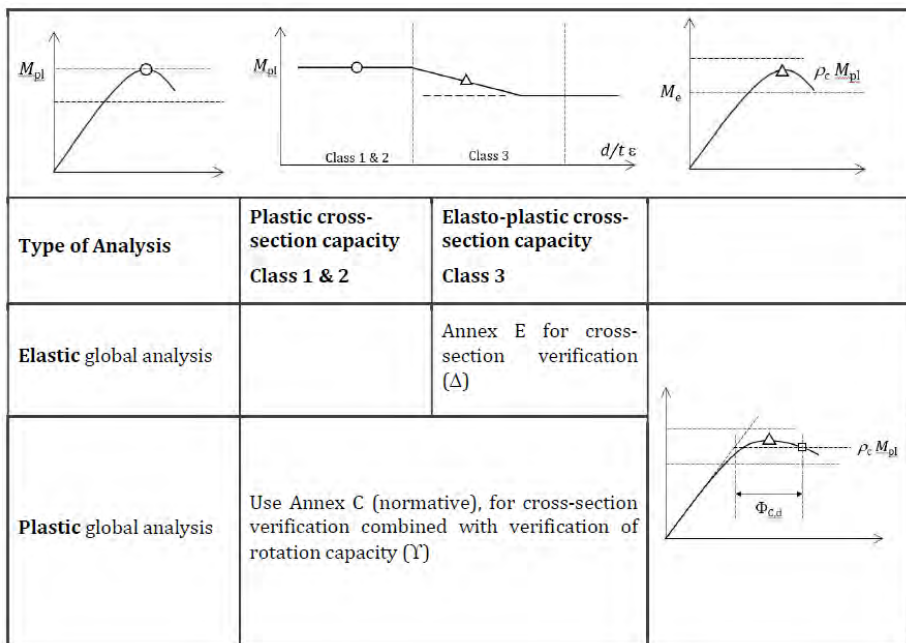 M_pl
M_pl
Class 1 & 2
Class 3
d/t ε
M_e
ρ_c M_pl
Type of Analysis
Plastic cross-
section capacity
Class 1 & 2
Elasto-plastic cross-
section capacity
Class 3
Elastic global analysis
Annex E for cross-
section verification
(Δ)
Plastic global analysis
Use Annex C (normative), for cross-section
verification combined with verification of
rotation capacity (ϒ)
ρ_c M_pl
Φ_C,d